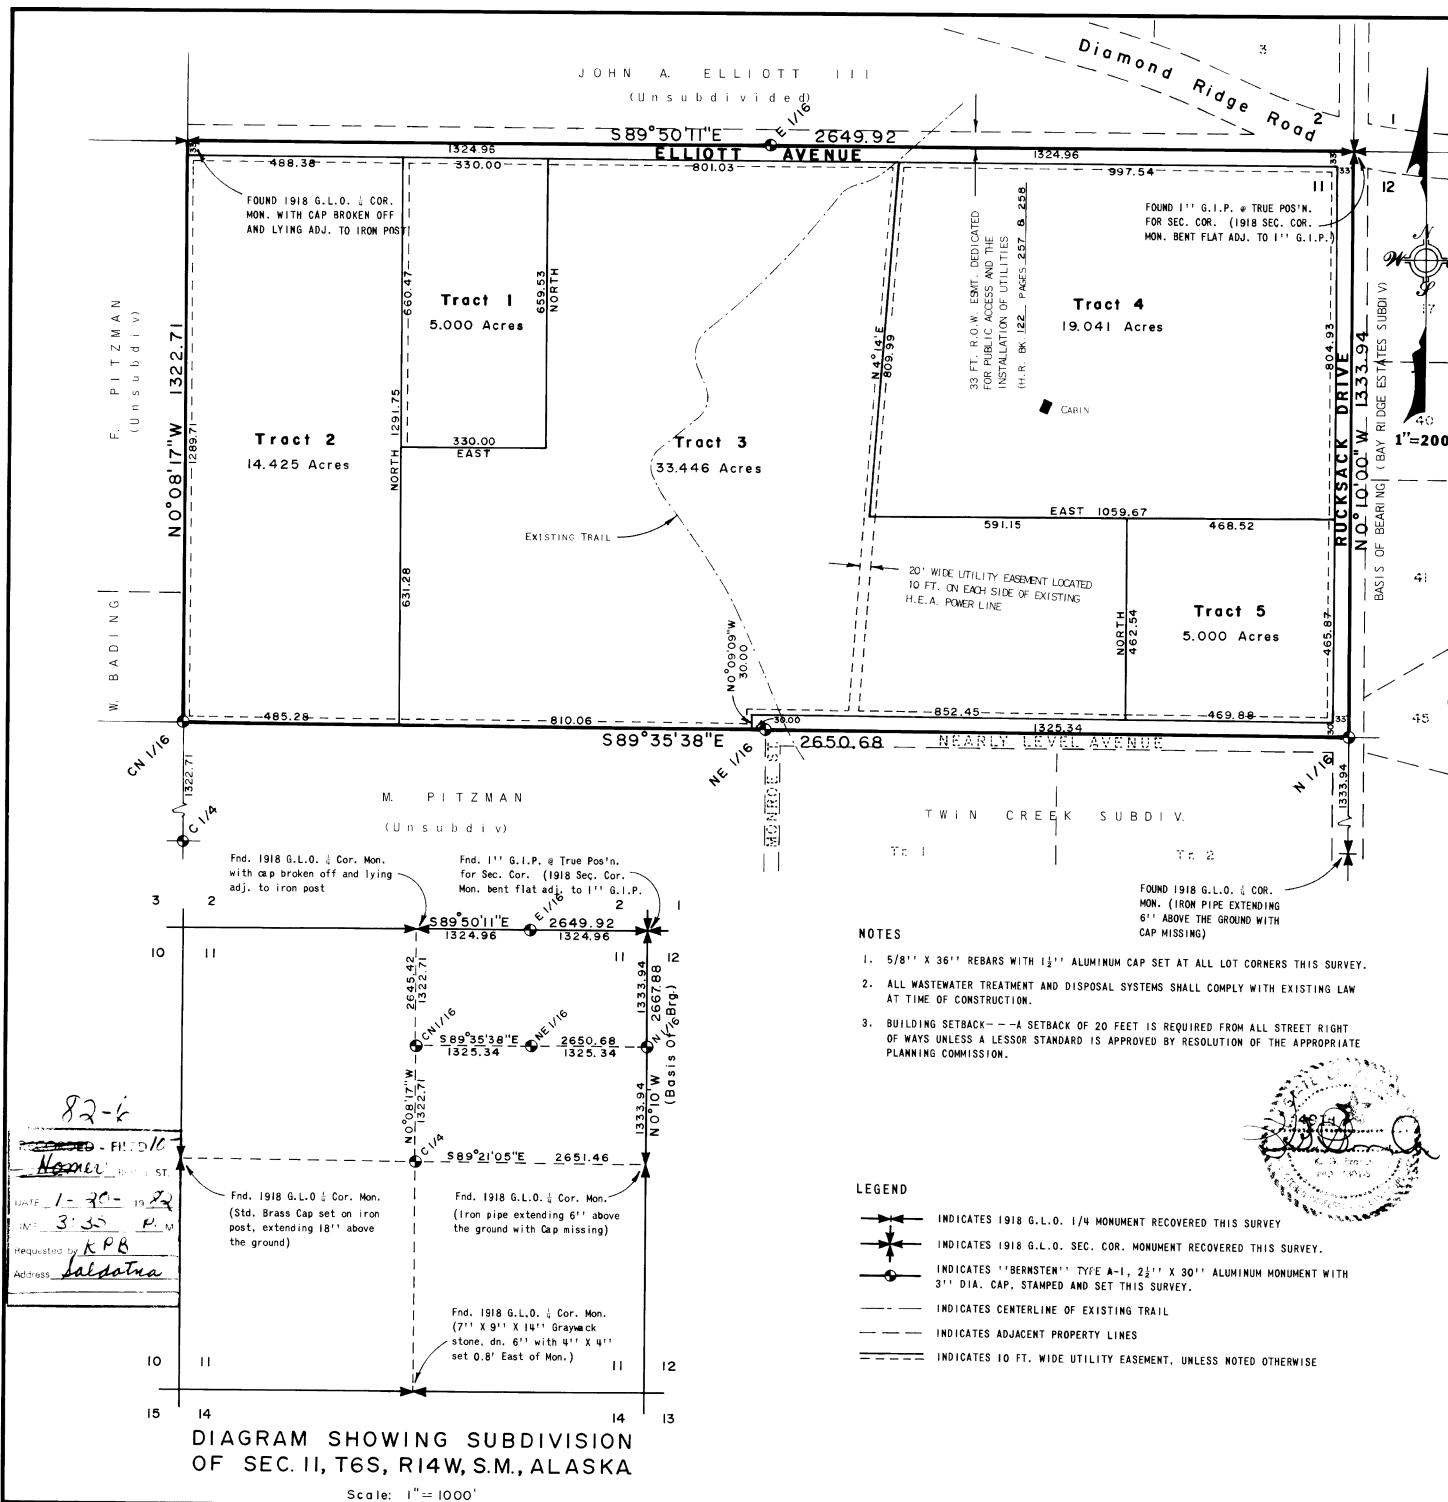 JOHN A. ELLIOTT III
(Unsubdivided)
Diamond Ridge Road
3
2
1
E 1/16
S89°50'11"E 2649.92
1324.96
ELLIOTT AVENUE
1324.96
33
488.38
330.00
801.03
997.54
33
33
11
12
FOUND 1918 G.L.O. ¼ COR.
MON. WITH CAP BROKEN OFF
AND LYING ADJ. TO IRON POST
FOUND 1'' G.I.P. @ TRUE POS'N.
FOR SEC. COR. (1918 SEC. COR.
MON. BENT FLAT ADJ. TO 1'' G.I.P.)
N
W
S
17
40
1"=200
41
45
F. PITZMAN
(Unsubdiv)
N0°08'17"W 1322.71
1289.71
W. BADING
Tract 1
5.000 Acres
660.47
659.53
NORTH
330.00
EAST
Tract 2
14.425 Acres
NORTH 1291.75
631.28
Tract 3
33.446 Acres
EXISTING TRAIL
N4°14'E
809.99
33 FT. R.O.W. ESMT. DEDICATED
FOR PUBLIC ACCESS AND THE
INSTALLATION OF UTILITIES
(H.R. BK. 122 PAGES 257 & 258
Tract 4
19.041 Acres
CABIN
804.93
RUCKSACK DRIVE
N0°10'00"W 1333.94
BASIS OF BEARING (BAY RIDGE ESTATES SUBDIV)
EAST 1059.67
591.15
468.52
20' WIDE UTILITY EASEMENT LOCATED
10 FT. ON EACH SIDE OF EXISTING
H.E.A. POWER LINE
Tract 5
5.000 Acres
NORTH
462.54
465.87
N0°09'09"W
30.00
485.28
810.06
30.00
852.45
469.88
33
30
1325.34
S89°35'38"E 2650.68
NEARLY LEVEL AVENUE
CN 1/16
NE 1/16
N 1/16
1322.71
C 1/4
MONROE ST
1333.94
M. PITZMAN
(Unsubdiv)
TWIN CREEK SUBDIV.
Tr. 1
Tr. 2
FOUND 1918 G.L.O. ¼ COR.
MON. (IRON PIPE EXTENDING
6'' ABOVE THE GROUND WITH
CAP MISSING)
Fnd. 1918 G.L.O. ¼ Cor. Mon.
with cap broken off and lying
adj. to iron post
Fnd. 1'' G.I.P. @ True Pos'n.
for Sec. Cor. (1918 Sec. Cor.
Mon. bent flat adj. to 1'' G.I.P.
3
2
2
1
E 1/16
S89°50'11"E 2649.92
1324.96
1324.96
10
11
11
12
2645.42
1322.71
1333.94
2667.88
(Basis of Brg.)
CN 1/16
NE 1/16
N 1/16
S89°35'38"E 2650.68
1325.34
1325.34
N0°08'17"W
1322.71
1333.94
N0°10'W
C 1/4
S89°21'05"E 2651.46
Fnd. 1918 G.L.O ¼ Cor. Mon.
(Std. Brass Cap set on iron
post, extending 18'' above
the ground)
Fnd. 1918 G.L.O. ¼ Cor. Mon.
(Iron pipe extending 6'' above
the ground with Cap missing)
Fnd. 1918 G.L.O. ¼ Cor. Mon.
(7'' X 9'' X 14'' Graywack
stone, dn. 6'' with 4'' X 4''
set 0.8' East of Mon.)
10
11
11
12
15
14
14
13
DIAGRAM SHOWING SUBDIVISION
OF SEC. 11, T6S, R14W, S.M., ALASKA
Scale: 1"=1000'
82-6
RECORDED - FILED 10
Homer
DATE 1-20- 1982
3:35 P. M
Requested by KPB
Address Soldotna
NOTES
1. 5/8'' X 36'' REBARS WITH 1½'' ALUMINUM CAP SET AT ALL LOT CORNERS THIS SURVEY.
2. ALL WASTEWATER TREATMENT AND DISPOSAL SYSTEMS SHALL COMPLY WITH EXISTING LAW
AT TIME OF CONSTRUCTION.
3. BUILDING SETBACK---A SETBACK OF 20 FEET IS REQUIRED FROM ALL STREET RIGHT
OF WAYS UNLESS A LESSOR STANDARD IS APPROVED BY RESOLUTION OF THE APPROPRIATE
PLANNING COMMISSION.
49TH
LEGEND
INDICATES 1918 G.L.O. 1/4 MONUMENT RECOVERED THIS SURVEY
INDICATES 1918 G.L.O. SEC. COR. MONUMENT RECOVERED THIS SURVEY.
INDICATES ''BERNSTEN'' TYPE A-1, 2½'' X 30'' ALUMINUM MONUMENT WITH
3'' DIA. CAP, STAMPED AND SET THIS SURVEY.
INDICATES CENTERLINE OF EXISTING TRAIL
INDICATES ADJACENT PROPERTY LINES
INDICATES 10 FT. WIDE UTILITY EASEMENT, UNLESS NOTED OTHERWISE